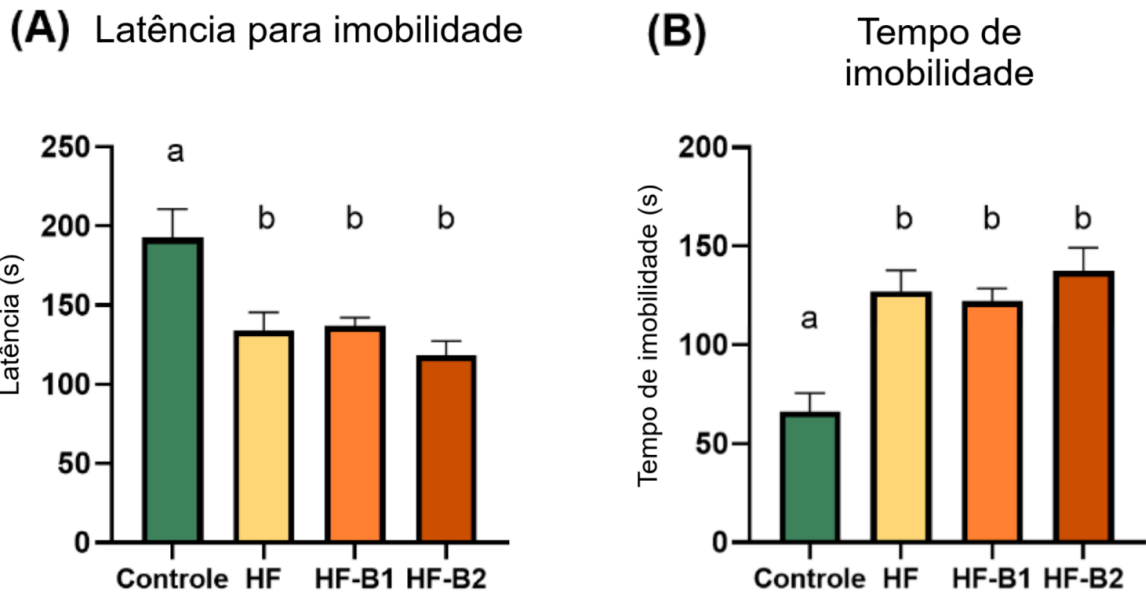 (A) Latência para imobilidade
Latência (s)
250
200
150
100
50
0
a
b
b
b
Controle HF HF-B1 HF-B2
(B) Tempo de
imobilidade
Tempo de imobilidade (s)
200
150
100
50
0
a
b
b
b
Controle HF HF-B1 HF-B2